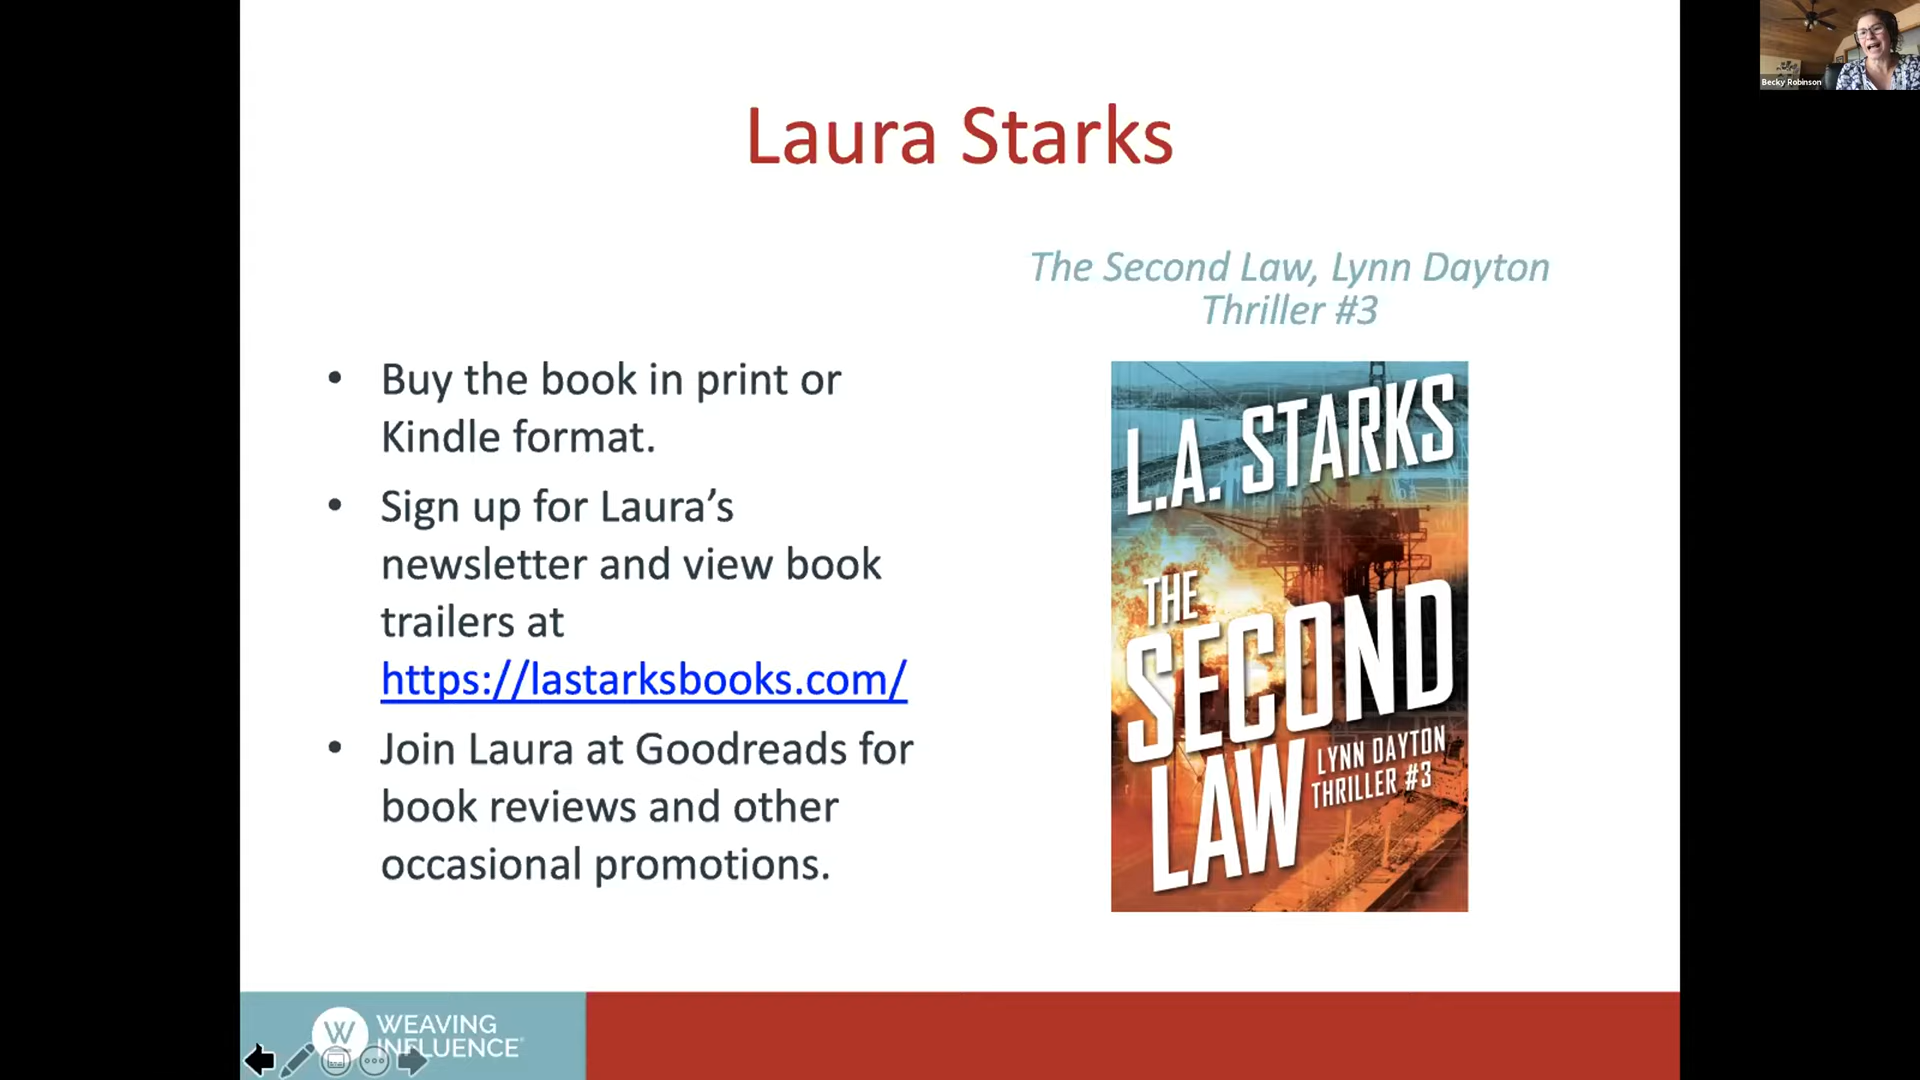 Becky Robinson
Laura Starks
The Second Law, Lynn Dayton
Thriller #3
• Buy the book in print or
Kindle format.
• Sign up for Laura’s
newsletter and view book
trailers at
https://lastarksbooks.com/
• Join Laura at Goodreads for
book reviews and other
occasional promotions.
L.A. STARKS
THE
SECOND
LAW
LYNN DAYTON
THRILLER #3
W
WEAVING
INFLUENCE